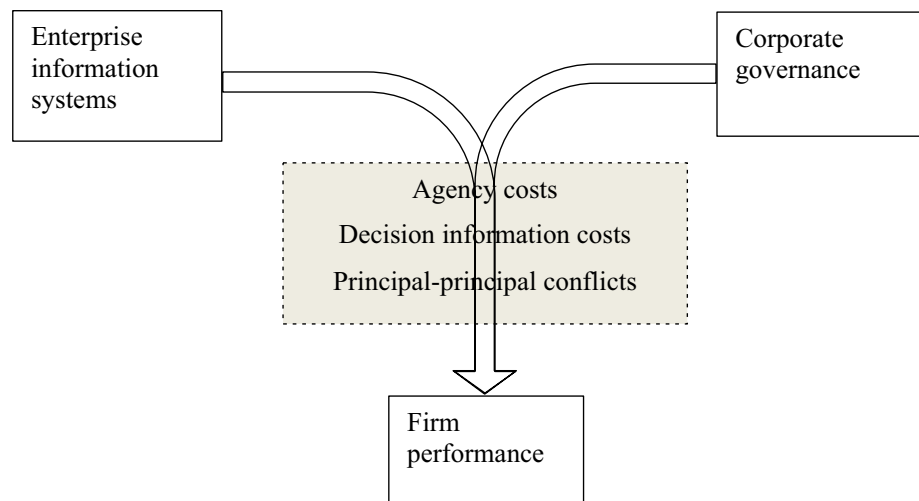 Enterprise
information
systems
Corporate
governance
Agency costs
Decision information costs
Principal-principal conflicts
Firm
performance